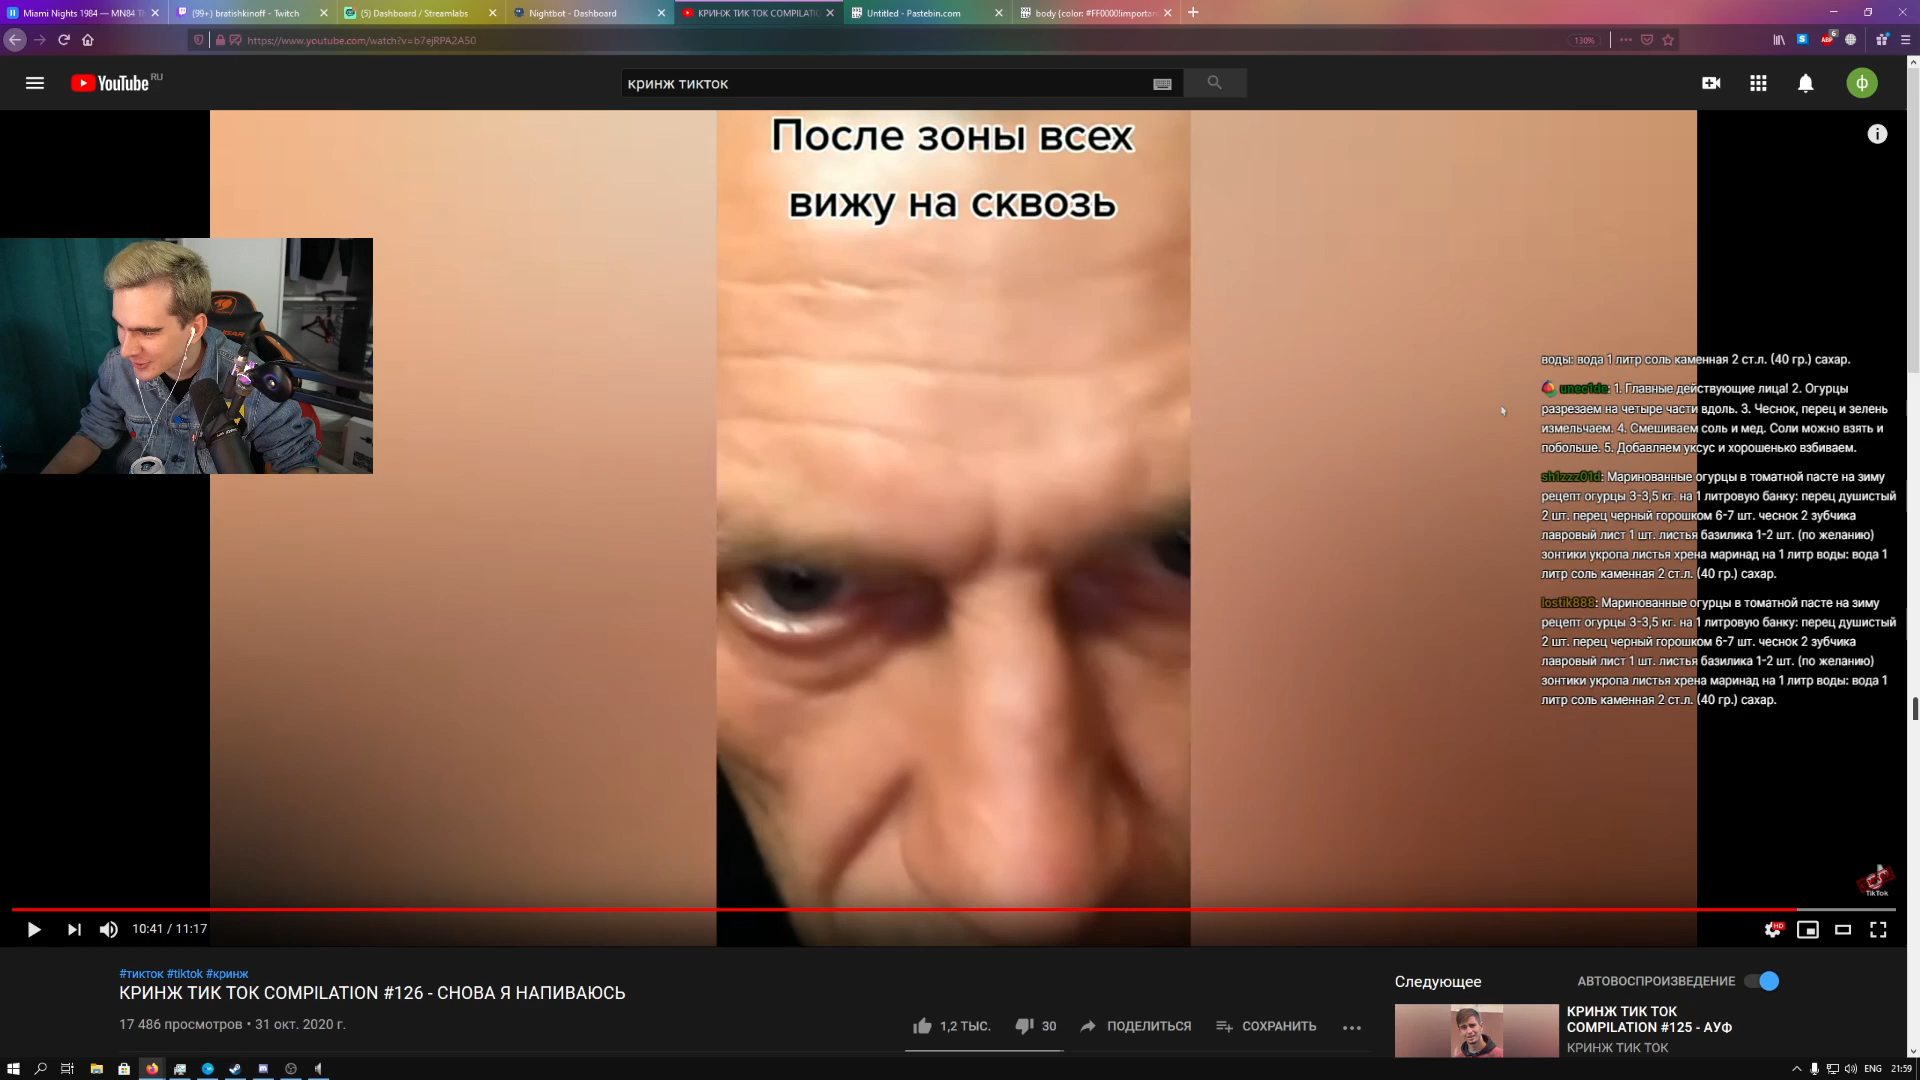 Miami Nights 1984 — MN84 Th
(99+) bratishkinoff - Twitch
(5) Dashboard / Streamlabs
Nightbot - Dashboard
КРИНЖ ТИК ТОК COMPILATIO
Untitled - Pastebin.com
body {color: #FF0000!importan
https://www.youtube.com/watch?v=b7ejRPA2A50
130%
YouTube RU
кринж тикток
ф
После зоны всех
вижу на сквозь
воды: вода 1 литр соль каменная 2 ст.л. (40 гр.) сахар.
unec1de: 1. Главные действующие лица! 2. Огурцы
разрезаем на четыре части вдоль. 3. Чеснок, перец и зелень
измельчаем. 4. Смешиваем соль и мед. Соли можно взять и
побольше. 5. Добавляем уксус и хорошенько взбиваем.
sh1zzz01d: Маринованные огурцы в томатной пасте на зиму
рецепт огурцы 3-3,5 кг. на 1 литровую банку: перец душистый
2 шт. перец черный горошком 6-7 шт. чеснок 2 зубчика
лавровый лист 1 шт. листья базилика 1-2 шт. (по желанию)
зонтики укропа листья хрена маринад на 1 литр воды: вода 1
литр соль каменная 2 ст.л. (40 гр.) сахар.
lostik888: Маринованные огурцы в томатной пасте на зиму
рецепт огурцы 3-3,5 кг. на 1 литровую банку: перец душистый
2 шт. перец черный горошком 6-7 шт. чеснок 2 зубчика
лавровый лист 1 шт. листья базилика 1-2 шт. (по желанию)
зонтики укропа листья хрена маринад на 1 литр воды: вода 1
литр соль каменная 2 ст.л. (40 гр.) сахар.
TikTok
10:41 / 11:17
HD
#тикток #tiktok #кринж
КРИНЖ ТИК ТОК COMPILATION #126 - СНОВА Я НАПИВАЮСЬ
17 486 просмотров • 31 окт. 2020 г.
1,2 ТЫС.
30
ПОДЕЛИТЬСЯ
СОХРАНИТЬ
Следующее
АВТОВОСПРОИЗВЕДЕНИЕ
КРИНЖ ТИК ТОК
COMPILATION #125 - АУФ
КРИНЖ ТИК ТОК
ENG
21:59